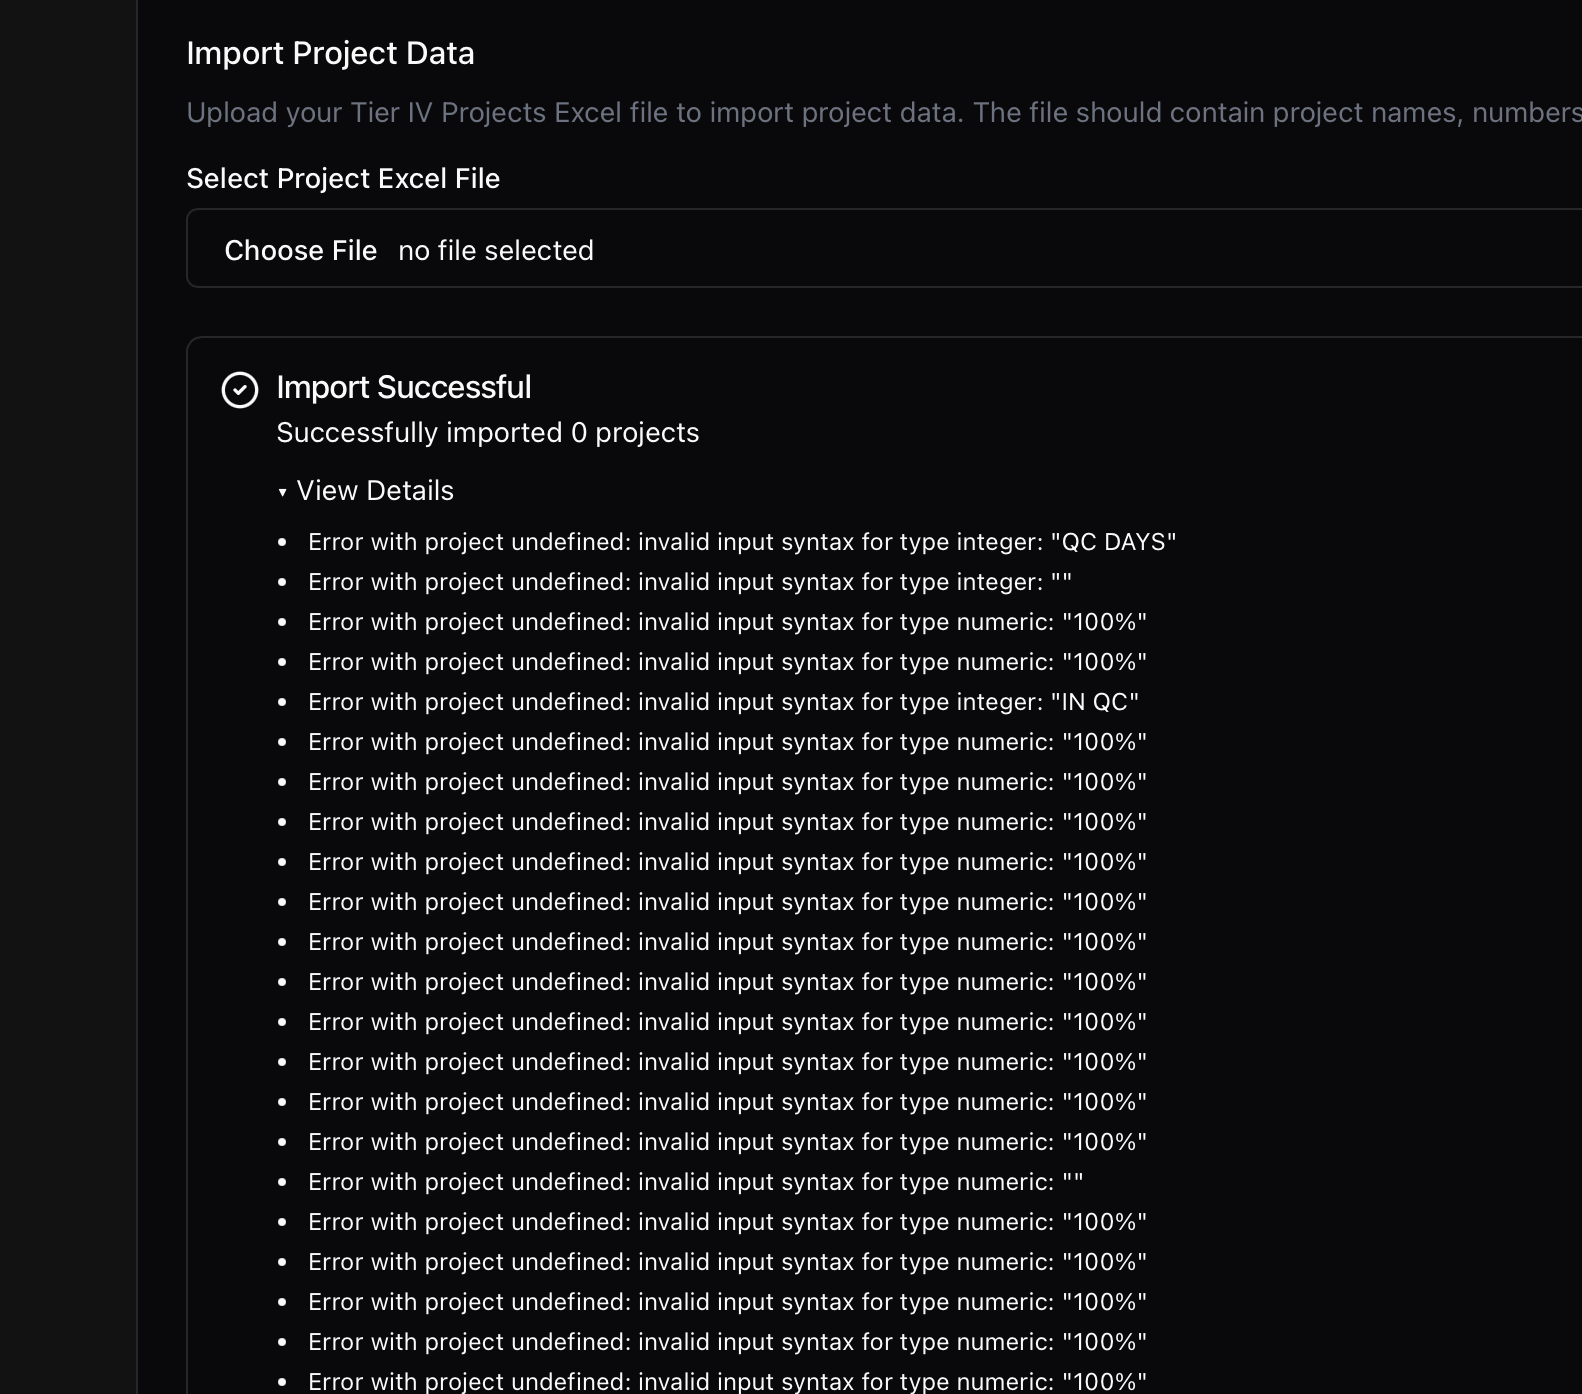 Import Project Data
Upload your Tier IV Projects Excel file to import project data. The file should contain project names, numbers
Select Project Excel File
Choose File no file selected
Import Successful
Successfully imported 0 projects
▾ View Details
• Error with project undefined: invalid input syntax for type integer: "QC DAYS"
• Error with project undefined: invalid input syntax for type integer: ""
• Error with project undefined: invalid input syntax for type numeric: "100%"
• Error with project undefined: invalid input syntax for type numeric: "100%"
• Error with project undefined: invalid input syntax for type integer: "IN QC"
• Error with project undefined: invalid input syntax for type numeric: "100%"
• Error with project undefined: invalid input syntax for type numeric: "100%"
• Error with project undefined: invalid input syntax for type numeric: "100%"
• Error with project undefined: invalid input syntax for type numeric: "100%"
• Error with project undefined: invalid input syntax for type numeric: "100%"
• Error with project undefined: invalid input syntax for type numeric: "100%"
• Error with project undefined: invalid input syntax for type numeric: "100%"
• Error with project undefined: invalid input syntax for type numeric: "100%"
• Error with project undefined: invalid input syntax for type numeric: "100%"
• Error with project undefined: invalid input syntax for type numeric: "100%"
• Error with project undefined: invalid input syntax for type numeric: "100%"
• Error with project undefined: invalid input syntax for type numeric: ""
• Error with project undefined: invalid input syntax for type numeric: "100%"
• Error with project undefined: invalid input syntax for type numeric: "100%"
• Error with project undefined: invalid input syntax for type numeric: "100%"
• Error with project undefined: invalid input syntax for type numeric: "100%"
• Error with project undefined: invalid input syntax for type numeric: "100%"